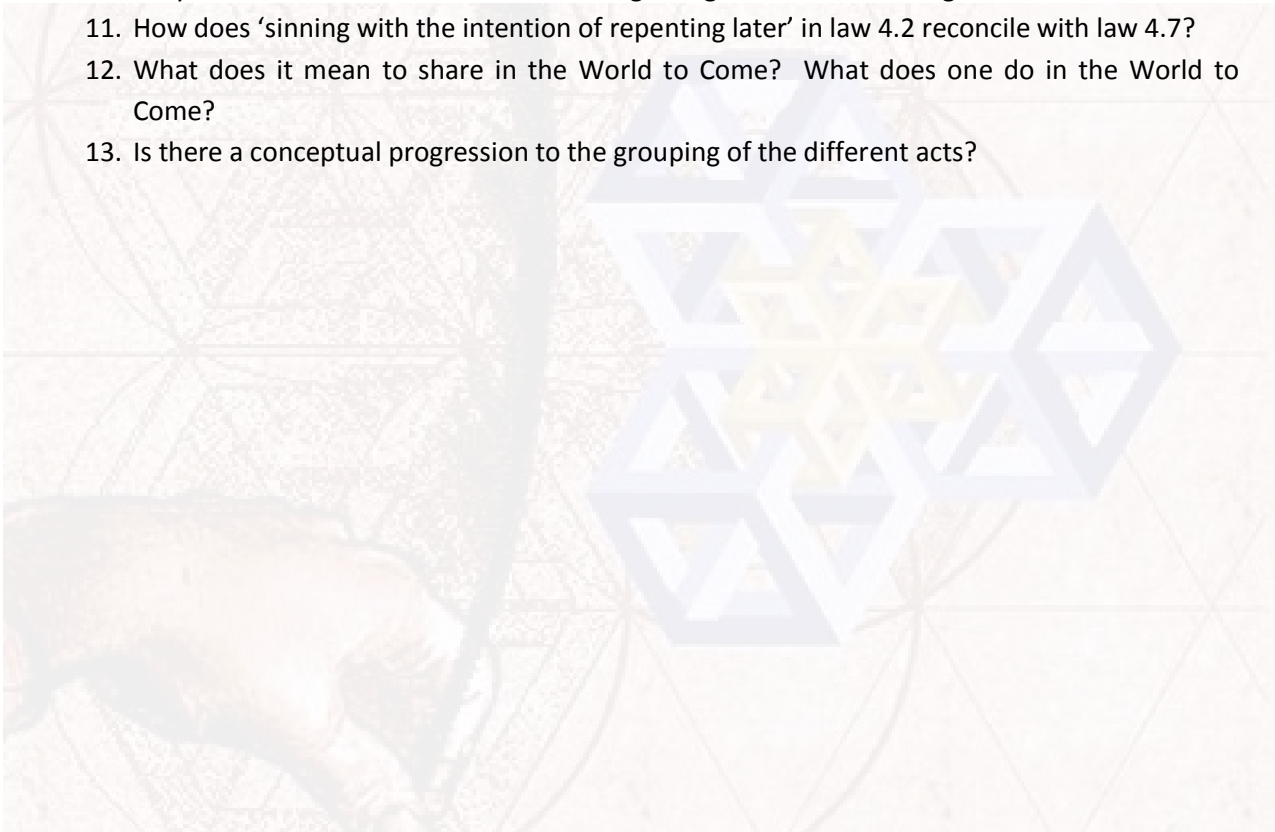 11. How does ‘sinning with the intention of repenting later’ in law 4.2 reconcile with law 4.7?
12. What does it mean to share in the World to Come? What does one do in the World to
Come?
13. Is there a conceptual progression to the grouping of the different acts?